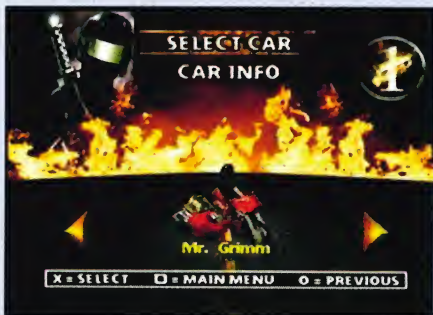 SELECT CAR
CAR INFO
Mr. Grimm
X = SELECT □ = MAIN MENU O = PREVIOUS